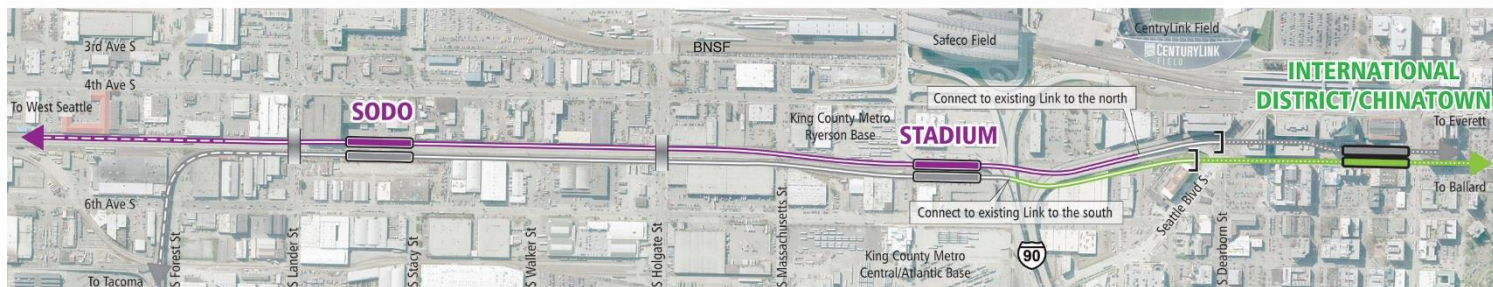 3rd Ave S
4th Ave S
To West Seattle
SODO
BNSF
King County Metro
Ryerson Base
STADIUM
Safeco Field
CentryLink Field
CENTURYLINK
FIELD
Connect to existing Link to the north
INTERNATIONAL
DISTRICT/CHINATOWN
To Everett
To Ballard
6th Ave S
To Tacoma
S Forest St
S Lander St
S Stacy St
S Walker St
S Holgate St
S Massachusetts St
Connect to existing Link to the south
King County Metro
Central/Atlantic Base
90
Seattle Blvd S
S Dearborn St